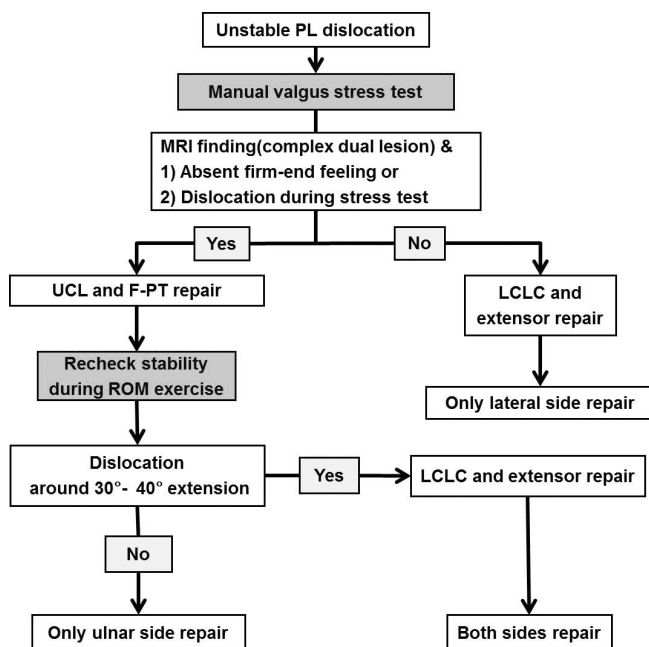 Unstable PL dislocation
Manual valgus stress test
MRI finding(complex dual lesion) &
1) Absent firm-end feeling or
2) Dislocation during stress test
Yes
No
UCL and F-PT repair
LCLC and
extensor repair
Recheck stability
during ROM exercise
Only lateral side repair
Dislocation
around 30°- 40° extension
Yes
LCLC and extensor repair
No
Only ulnar side repair
Both sides repair